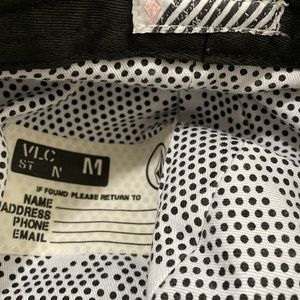 VLC
ST N M
IF FOUND PLEASE RETURN TO
NAME
ADDRESS
PHONE
EMAIL